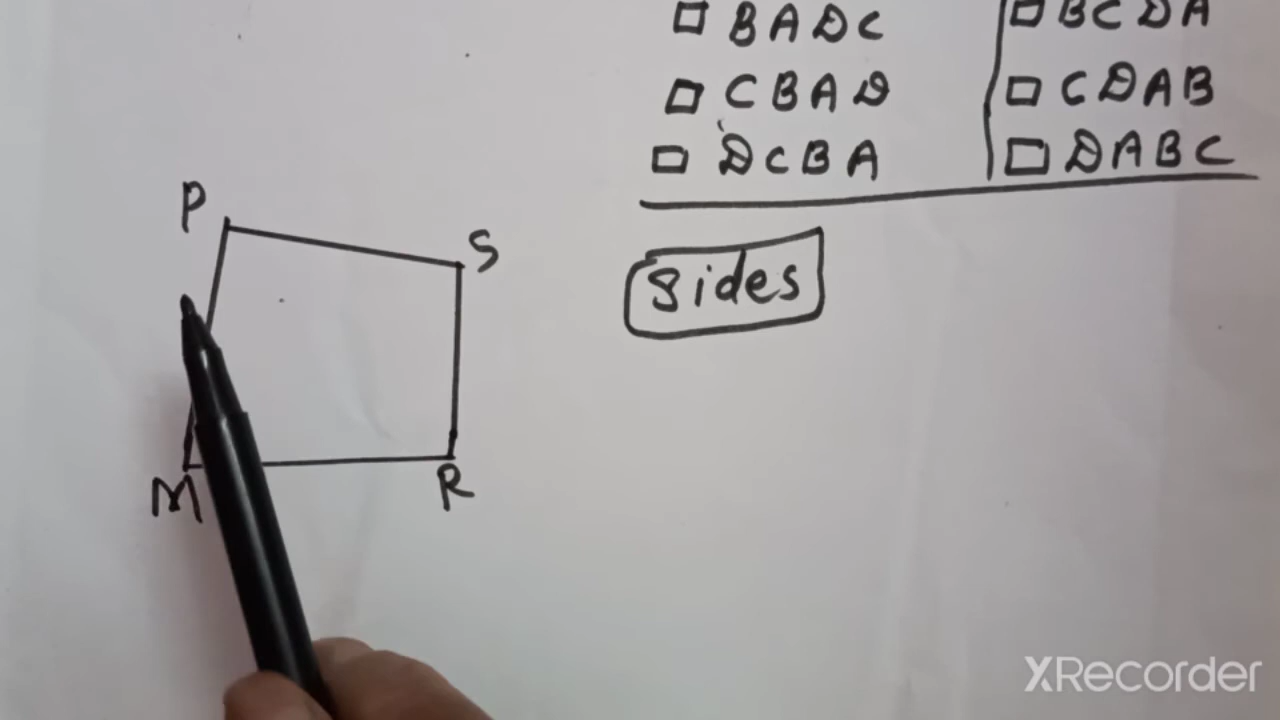 □ BADC
□ BCDA
□ CBAD
□ CDAB
□ DCBA
□ DABC
P
S
Sides
M
R
XRecorder